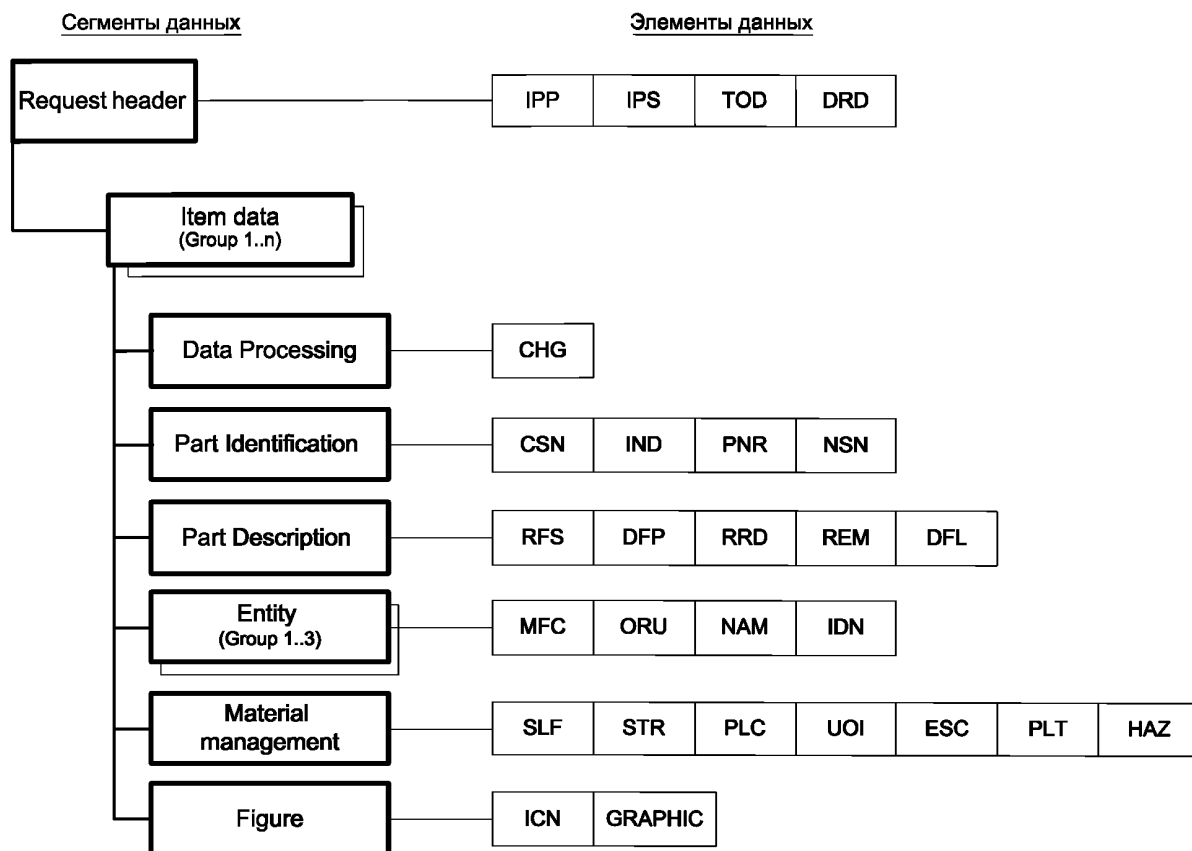 Сегменты данных
Элементы данных
Request header
IPP IPS TOD DRD
Item data
(Group 1..n)
Data Processing
CHG
Part Identification
CSN IND PNR NSN
Part Description
RFS DFP RRD REM DFL
Entity
(Group 1..3)
MFC ORU NAM IDN
Material
management
SLF STR PLC UOI ESC PLT HAZ
Figure
ICN GRAPHIC